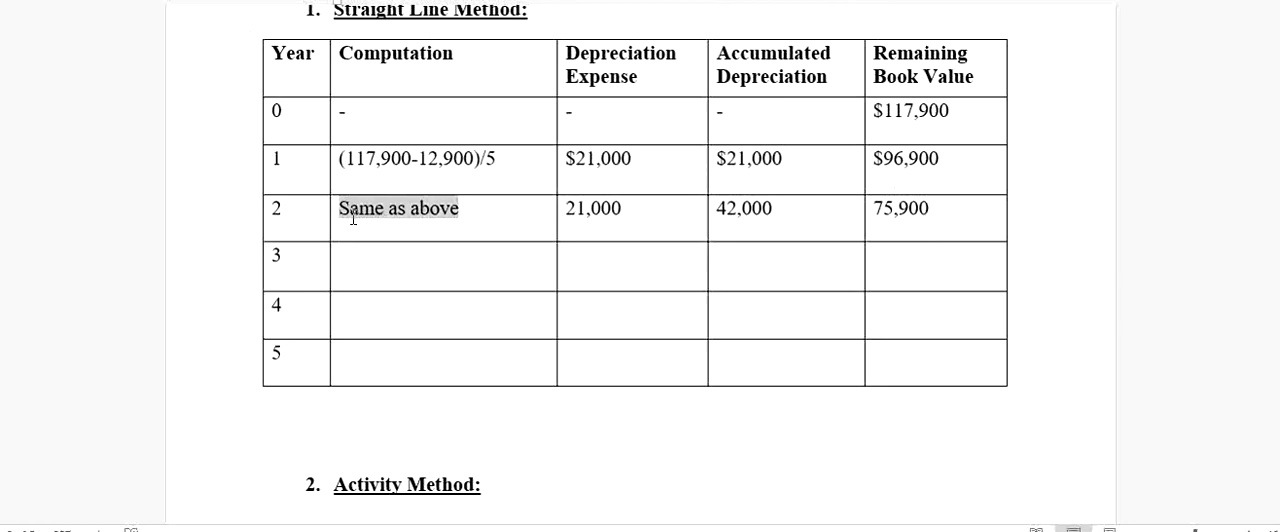 1. Straight Line Method:
Year Computation Depreciation Expense Accumulated Depreciation Remaining Book Value
0 - - - $117,900
1 (117,900-12,900)/5 $21,000 $21,000 $96,900
2 Same as above 21,000 42,000 75,900
3
4
5
2. Activity Method: